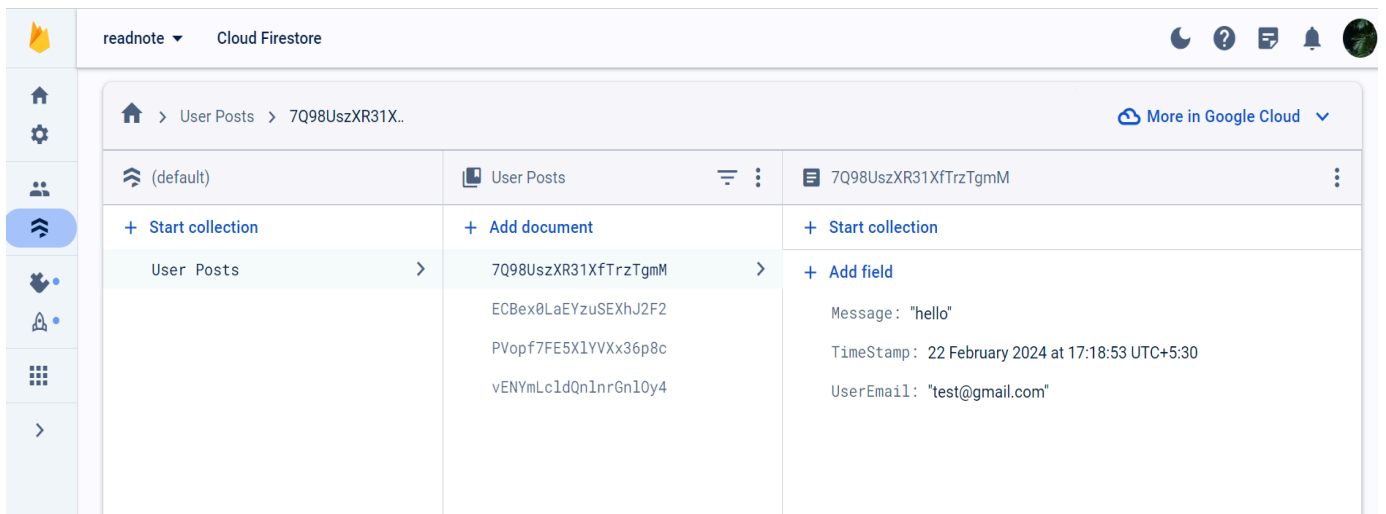 readnote Cloud Firestore
User Posts 7Q98UszXR31X..
More in Google Cloud
(default)
User Posts
7Q98UszXR31XfTrzTgmM
+ Start collection
+ Add document
+ Start collection
User Posts
7Q98UszXR31XfTrzTgmM
ECBex0LaEYzuSEXhJ2F2
PVopf7FE5XlYVXx36p8c
vENYmLcldQnlnrGnlOy4
+ Add field
Message: "hello"
TimeStamp: 22 February 2024 at 17:18:53 UTC+5:30
UserEmail: "test@gmail.com"